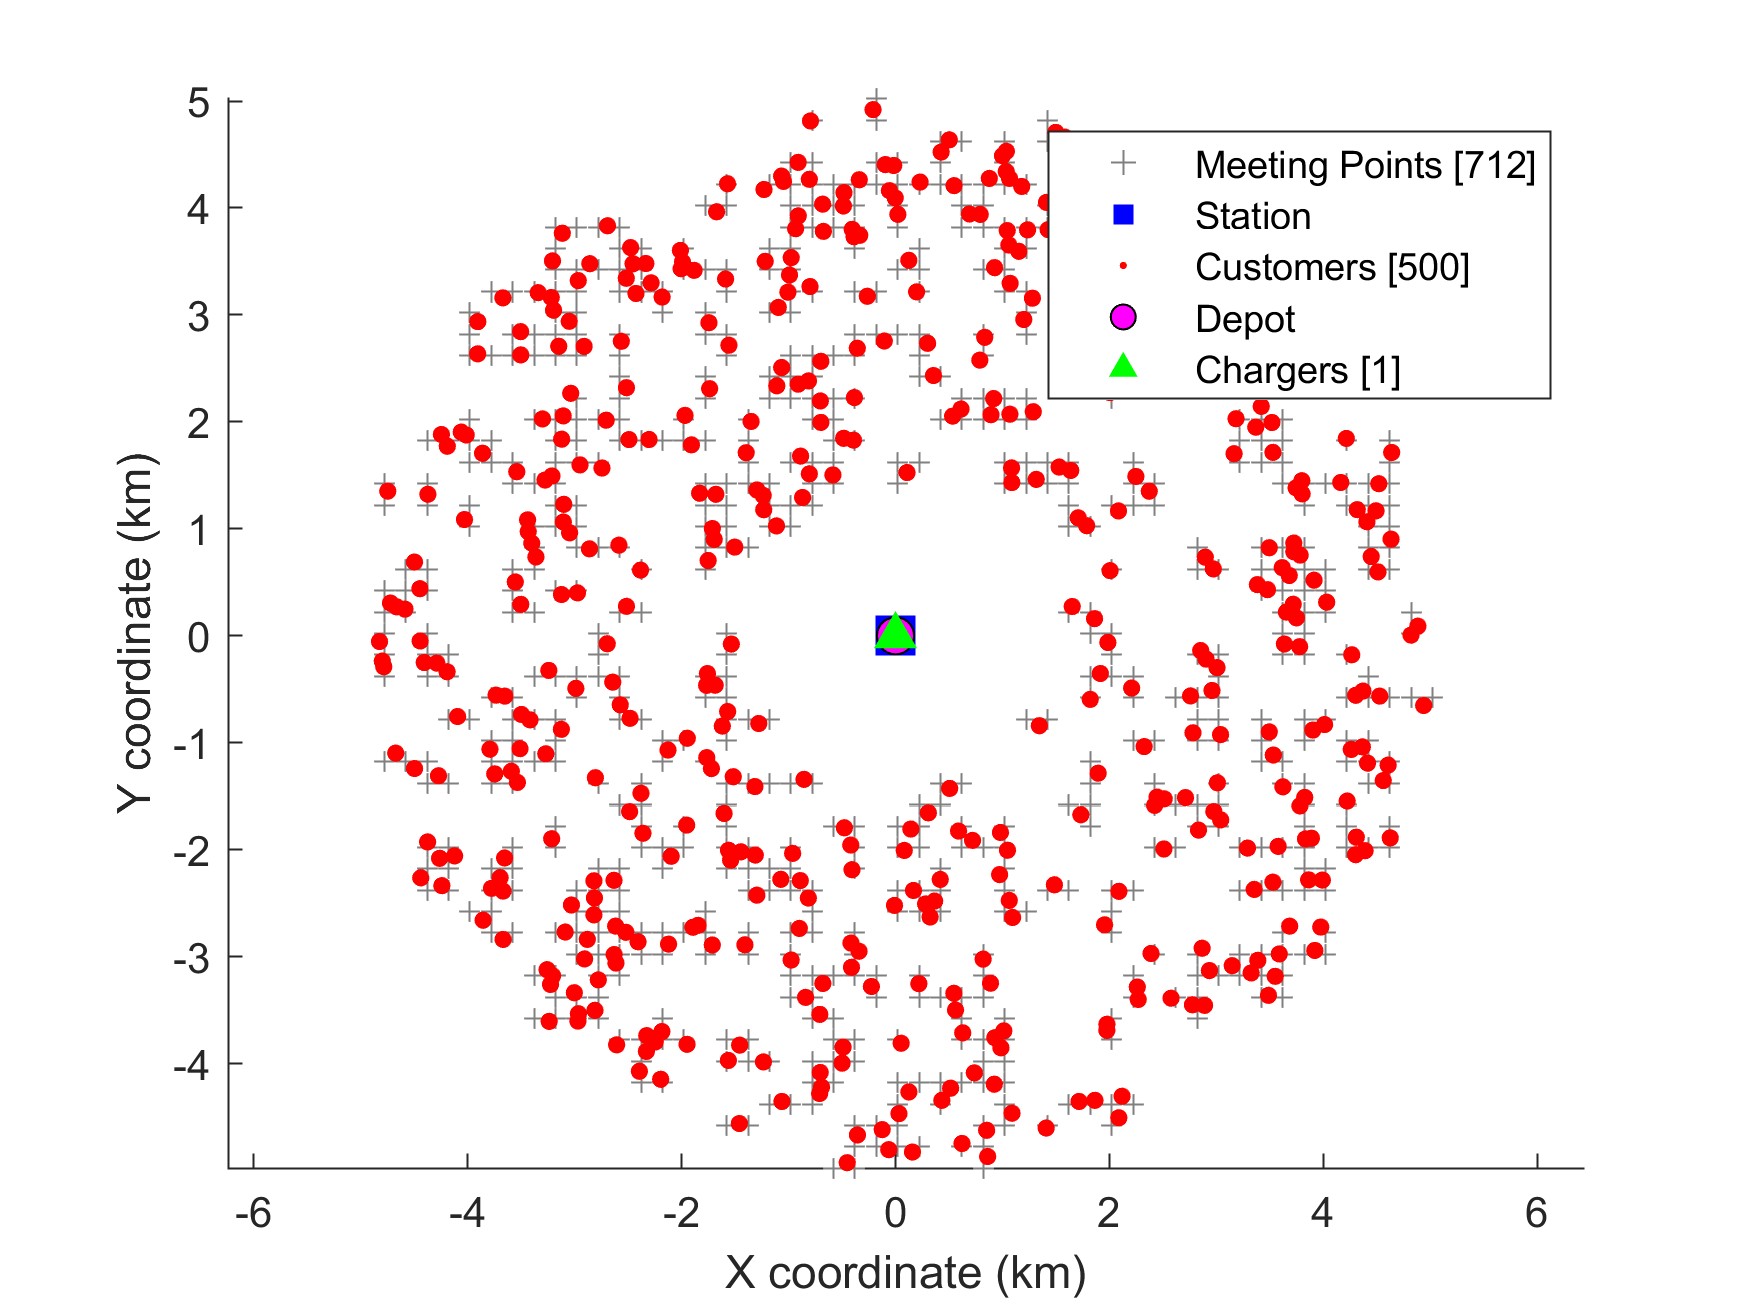 5
4
3
2
1
0
-1
-2
-3
-4
Y coordinate (km)
Meeting Points [712]
Station
Customers [500]
Depot
Chargers [1]
-6 -4 -2 0 2 4 6
X coordinate (km)